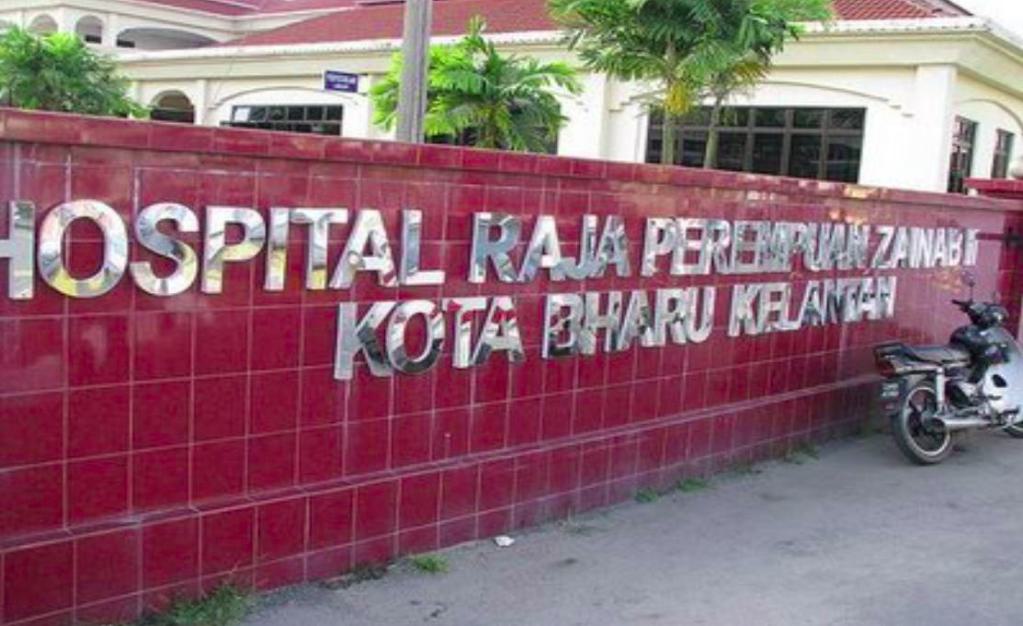 HOSPITAL RAJA PEREMPUAN ZAINAB II
KOTA BHARU KELANTAN